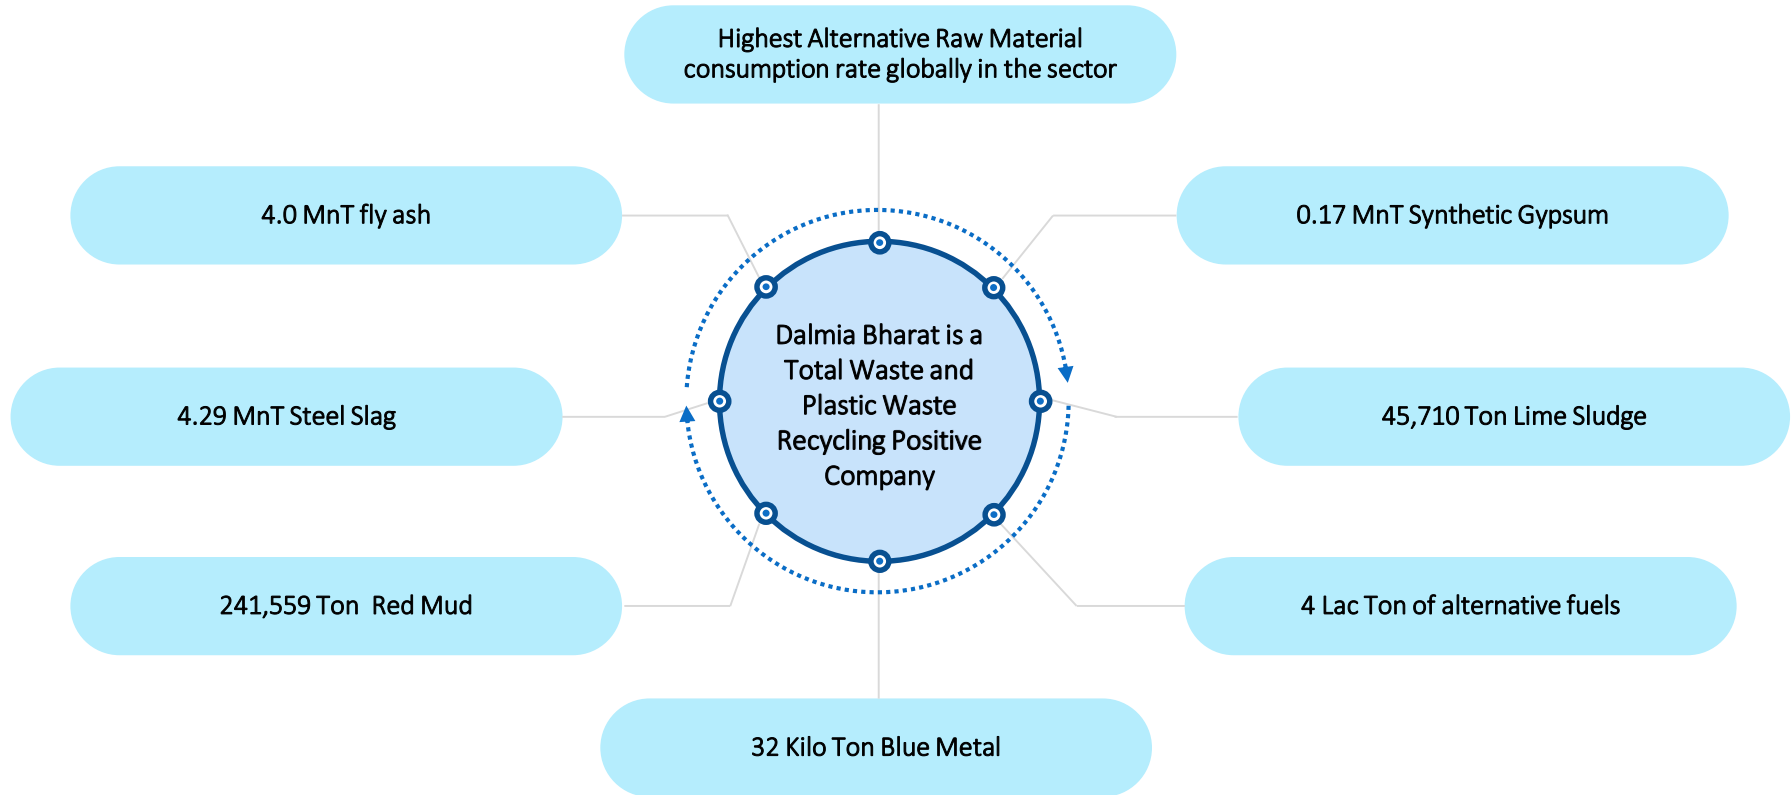 Highest Alternative Raw Material
consumption rate globally in the sector
4.0 MnT fly ash
0.17 MnT Synthetic Gypsum
Dalmia Bharat is a
Total Waste and
Plastic Waste
Recycling Positive
Company
4.29 MnT Steel Slag
45,710 Ton Lime Sludge
241,559 Ton  Red Mud
4 Lac Ton of alternative fuels
32 Kilo Ton Blue Metal